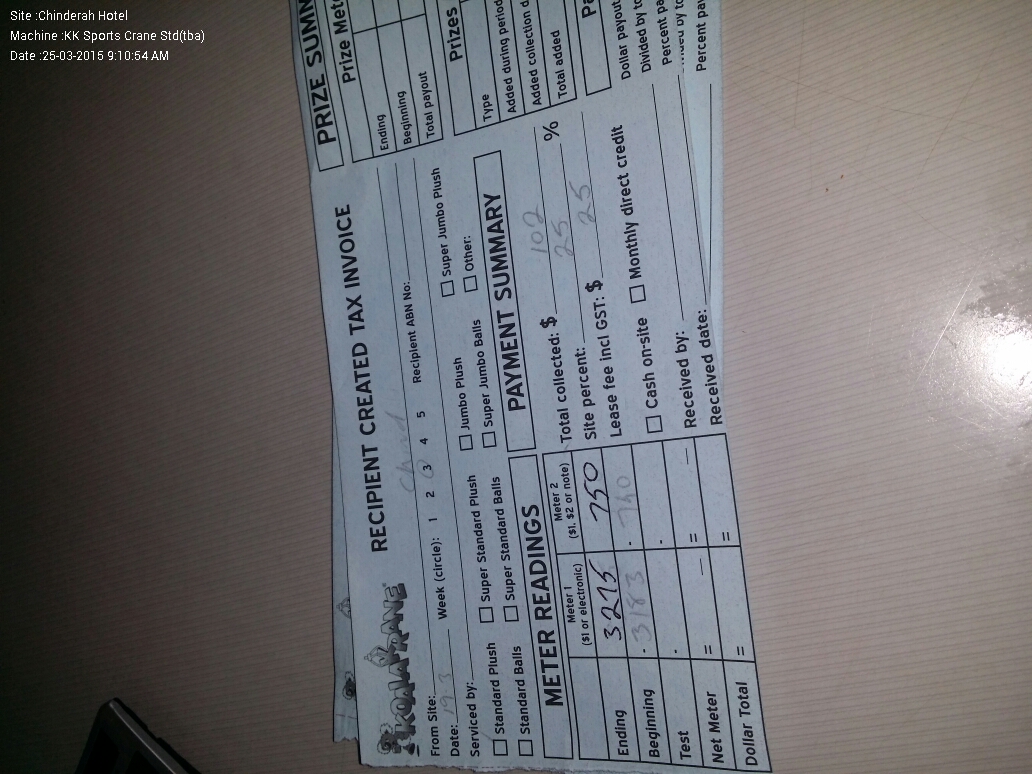 Site :Chinderah Hotel
Machine :KK Sports Crane Std(tba)
Date :25-03-2015 9:10:54 AM
KOALA KRANE
RECIPIENT CREATED TAX INVOICE
From Site:
Recipient ABN No:
Date: 19 3 Week (circle): 1 2 3 4 5
Serviced by:
Standard Plush Super Standard Plush Jumbo Plush Super Jumbo Plush
Standard Balls Super Standard Balls Super Jumbo Balls Other:
METER READINGS
Meter 1 ($1 or electronic) Meter 2 ($1, $2 or note)
Ending 3275 750
Beginning - 3183 - 740
Test - -
Net Meter = — = —
Dollar Total = =
PAYMENT SUMMARY
Total collected: $ 102
Site percent: 25 %
Lease fee incl GST: $ 25
Cash on-site Monthly direct credit
Received by:
Received date:
PRIZE SUMM
Prize Met
Ending
Beginning
Total payout
Prizes
Type
Added during period
Added collection d
Total added
Pa
Dollar payout
Divided by to
Percent pa
Percent pay